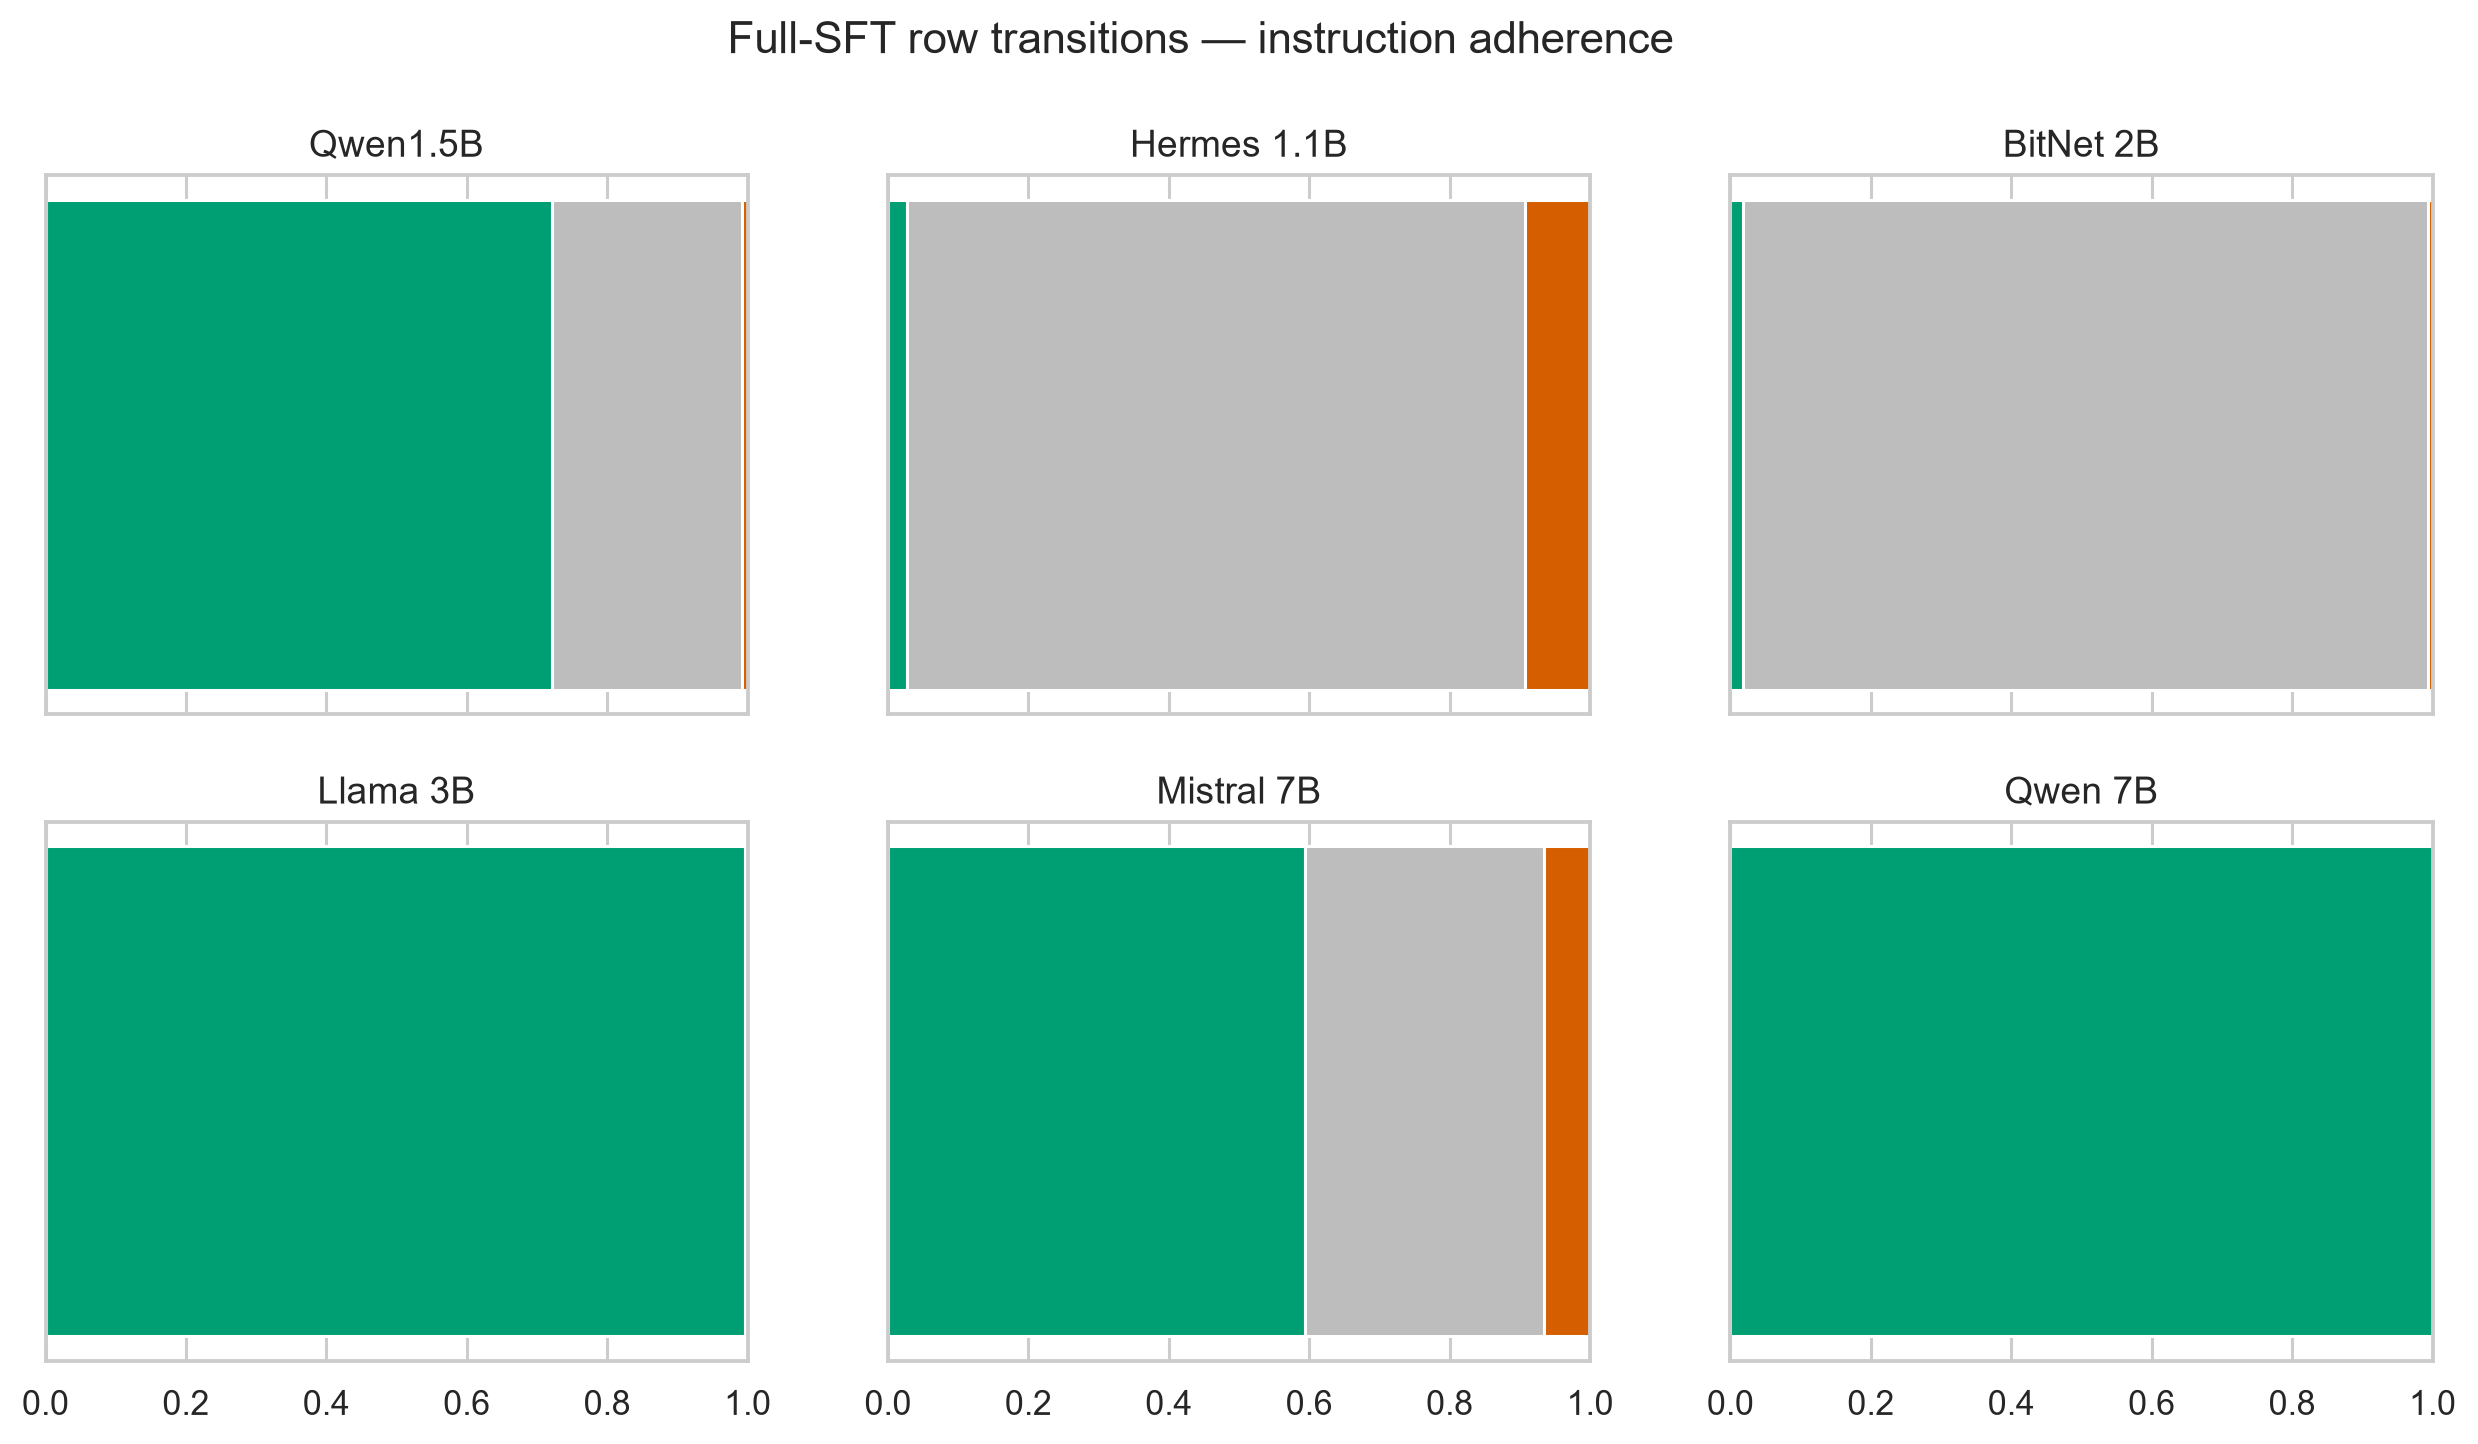 Full-SFT row transitions — instruction adherence
Qwen1.5B
Hermes 1.1B
BitNet 2B
Llama 3B
Mistral 7B
Qwen 7B
0.0 0.2 0.4 0.6 0.8 1.0
0.0 0.2 0.4 0.6 0.8 1.0
0.0 0.2 0.4 0.6 0.8 1.0